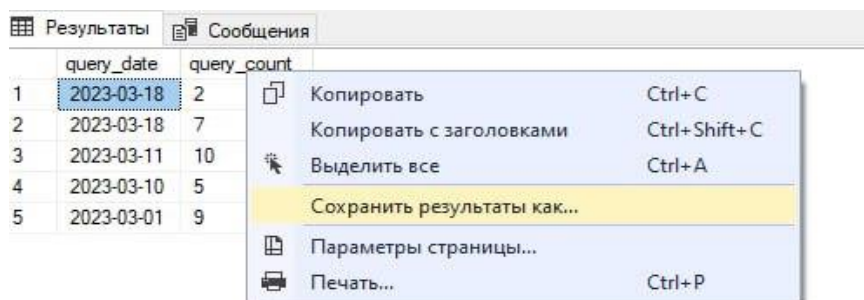 Результаты Сообщения
query_date query_count
1 2023-03-18 2
2 2023-03-18 7
3 2023-03-11 10
4 2023-03-10 5
5 2023-03-01 9
Копировать Ctrl+C
Копировать с заголовками Ctrl+Shift+C
Выделить все Ctrl+A
Сохранить результаты как...
Параметры страницы...
Печать... Ctrl+P